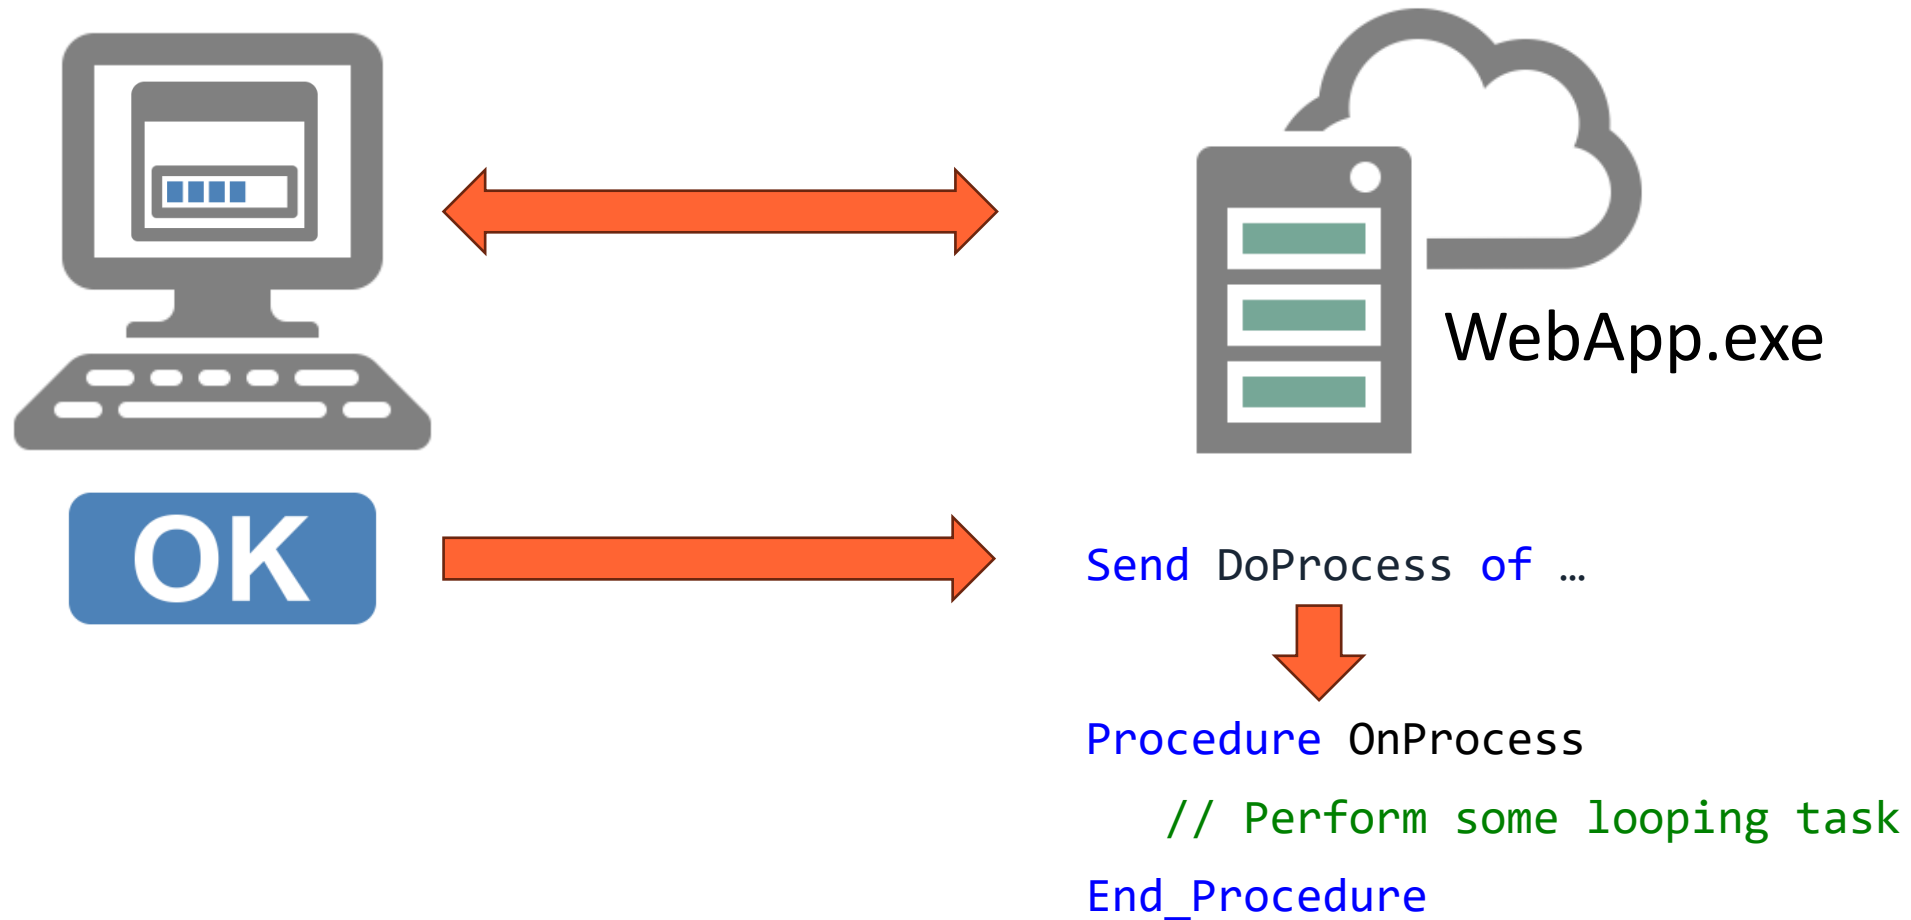 WebApp.exe
OK
Send DoProcess of …
Procedure OnProcess
// Perform some looping task
End_Procedure